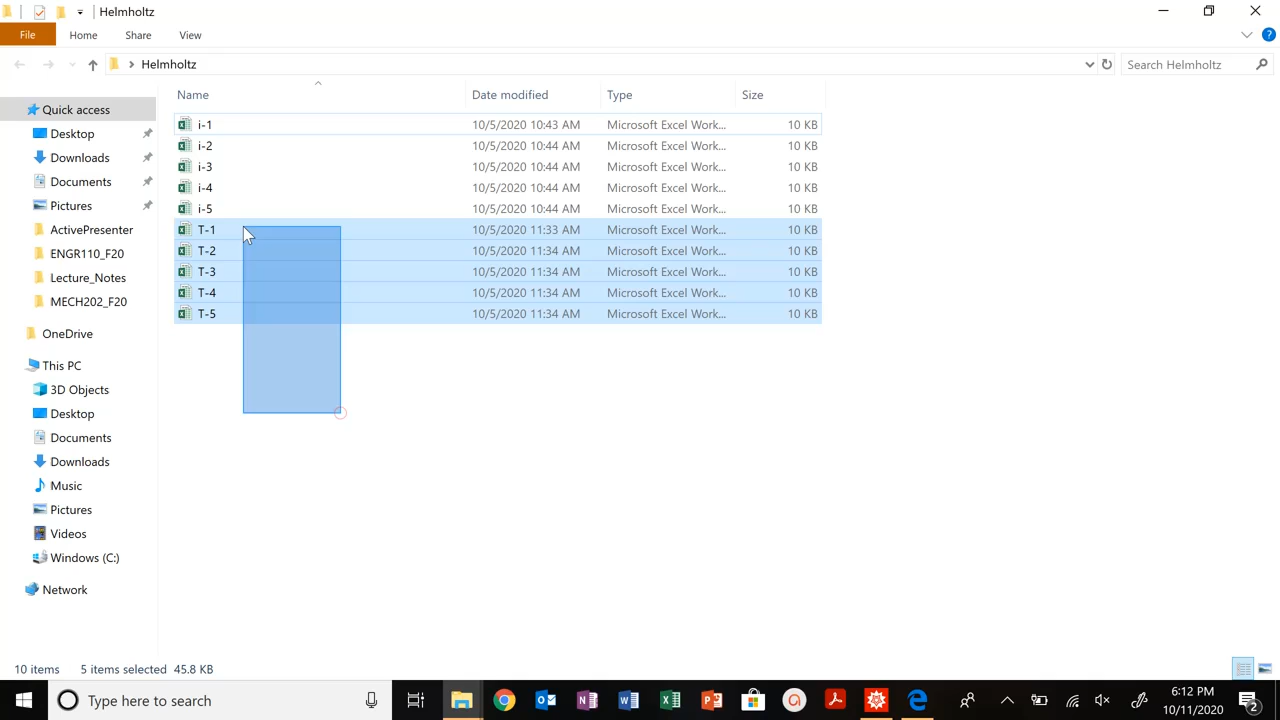 Helmholtz
File Home Share View
Helmholtz Search Helmholtz
Name Date modified Type Size
Quick access
Desktop
Downloads
Documents
Pictures
ActivePresenter
ENGR110_F20
Lecture_Notes
MECH202_F20
OneDrive
This PC
3D Objects
Desktop
Documents
Downloads
Music
Pictures
Videos
Windows (C:)
Network
i-1 10/5/2020 10:43 AM Microsoft Excel Work... 10 KB
i-2 10/5/2020 10:44 AM Microsoft Excel Work... 10 KB
i-3 10/5/2020 10:44 AM Microsoft Excel Work... 10 KB
i-4 10/5/2020 10:44 AM Microsoft Excel Work... 10 KB
i-5 10/5/2020 10:44 AM Microsoft Excel Work... 10 KB
T-1 10/5/2020 11:33 AM Microsoft Excel Work... 10 KB
T-2 10/5/2020 11:34 AM Microsoft Excel Work... 10 KB
T-3 10/5/2020 11:34 AM Microsoft Excel Work... 10 KB
T-4 10/5/2020 11:34 AM Microsoft Excel Work... 10 KB
T-5 10/5/2020 11:34 AM Microsoft Excel Work... 10 KB
10 items 5 items selected 45.8 KB
Type here to search
6:12 PM
10/11/2020
2